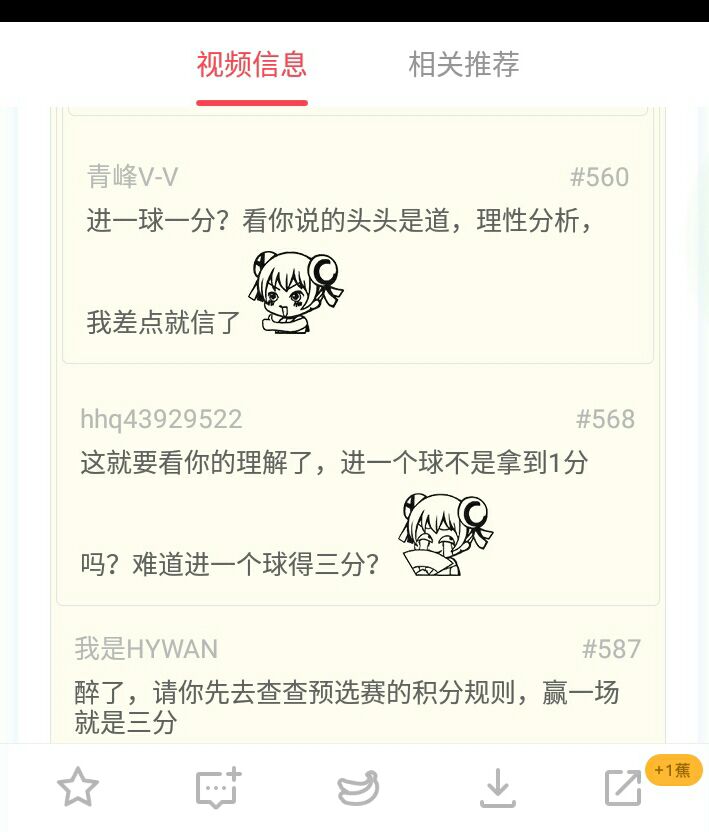 视频信息 相关推荐
青峰V-V #560
进一球一分？看你说的头头是道，理性分析，
我差点就信了
hhq43929522 #568
这就要看你的理解了，进一个球不是拿到1分
吗？难道进一个球得三分？
我是HYWAN #587
醉了，请你先去查查预选赛的积分规则，赢一场
就是三分
+1蕉